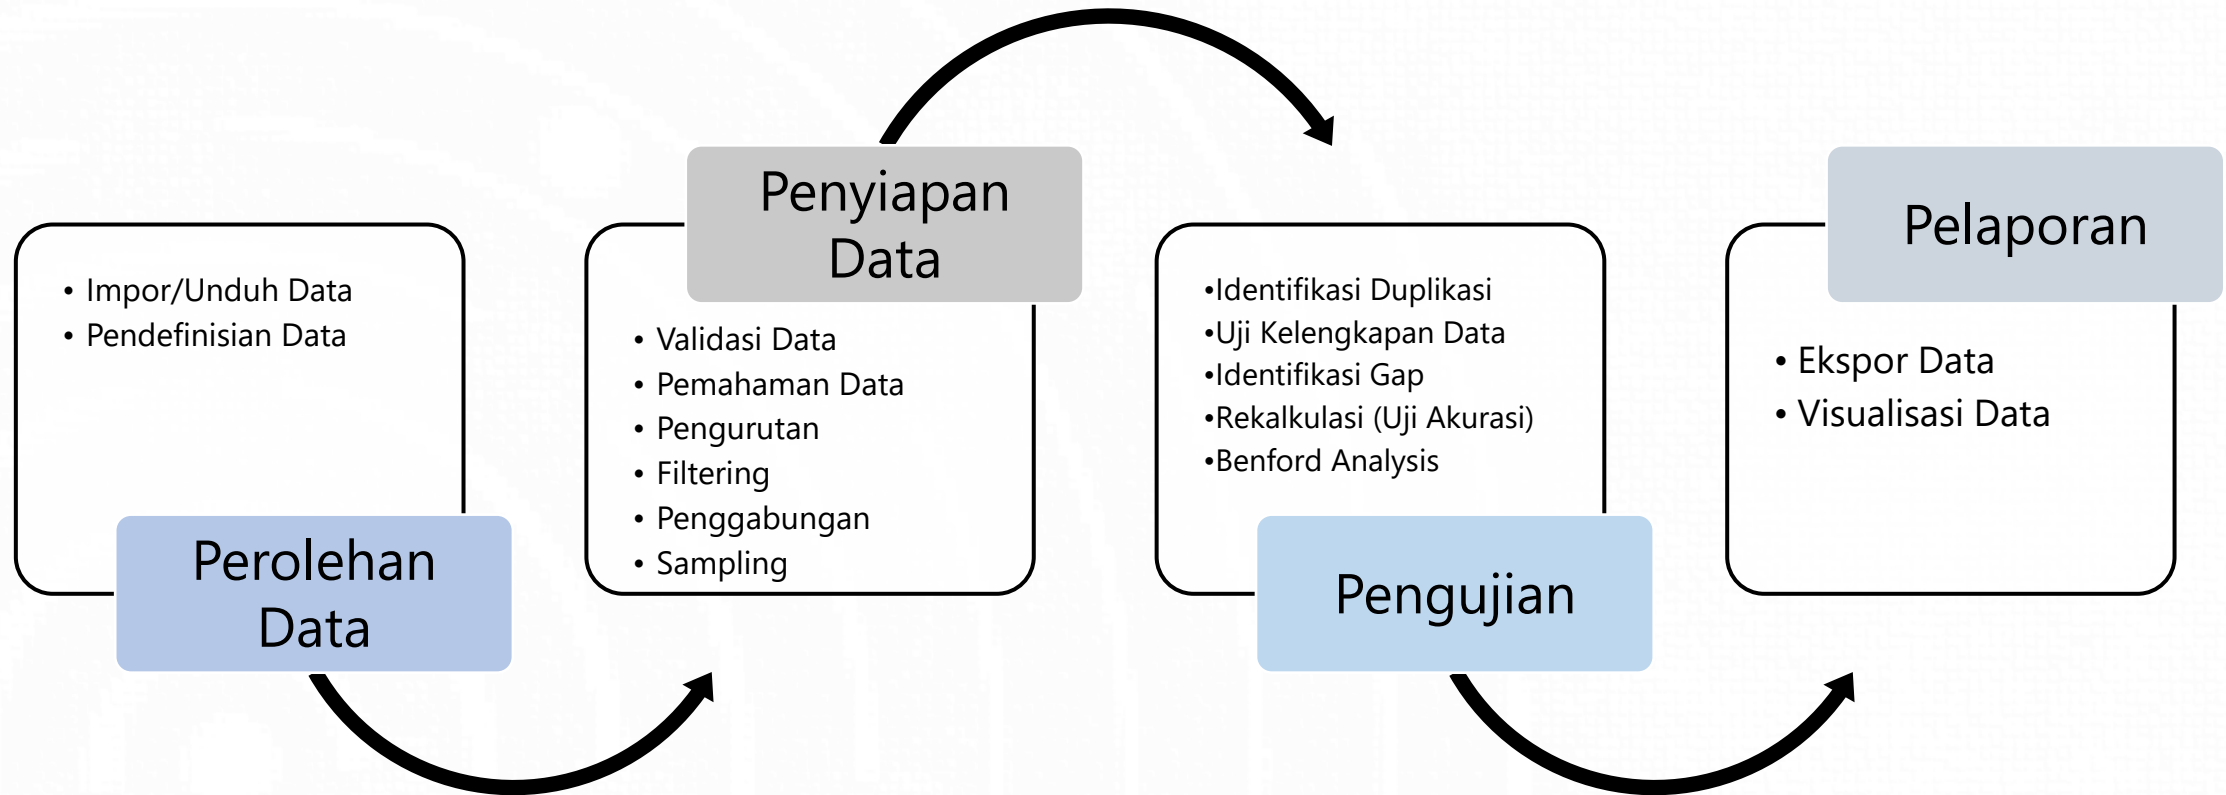 • Impor/Unduh Data
• Pendefinisian Data
Perolehan
Data
Penyiapan
Data
• Validasi Data
• Pemahaman Data
• Pengurutan
• Filtering
• Penggabungan
• Sampling
•Identifikasi Duplikasi
•Uji Kelengkapan Data
•Identifikasi Gap
•Rekalkulasi (Uji Akurasi)
•Benford Analysis
Pengujian
Pelaporan
• Ekspor Data
• Visualisasi Data